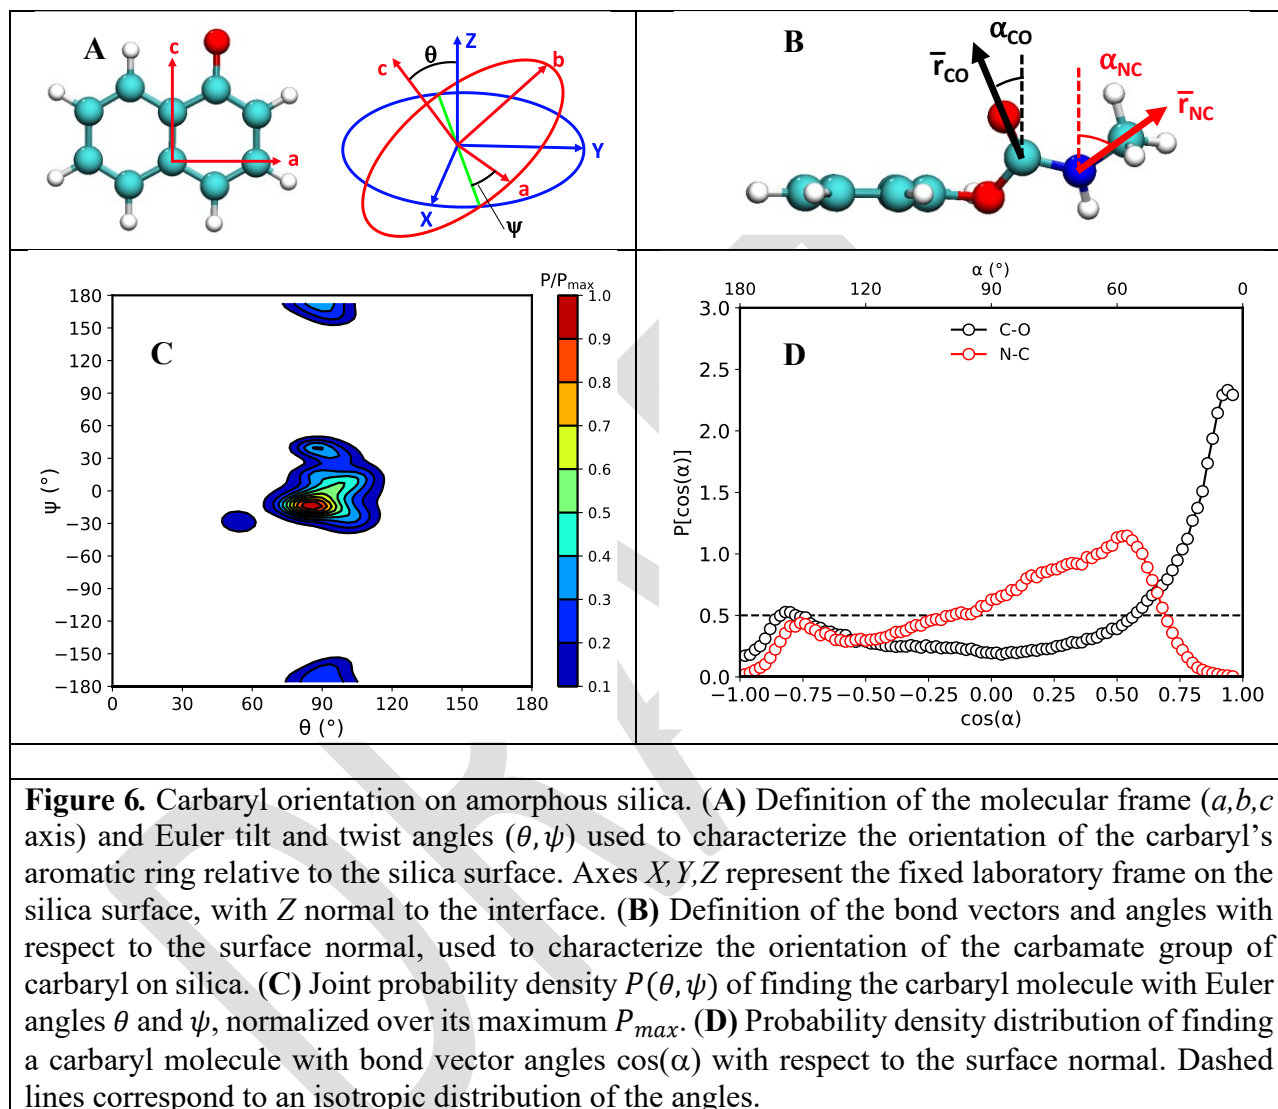 A
c
a
θ
Z
c
b
Y
a
X
ψ
B
α_CO
r̅_CO
α_NC
r̅_NC
C
P/P_max
180
150
120
90
60
30
0
−30
−60
−90
−120
−150
−180
ψ (°)
0 30 60 90 120 150 180
θ (°)
1.0
0.9
0.8
0.7
0.6
0.5
0.4
0.3
0.2
0.1
D
α (°)
180 120 90 60 0
C-O
N-C
3.0
2.5
2.0
1.5
1.0
0.5
0.0
P[cos(α)]
−1.00 −0.75 −0.50 −0.25 0.00 0.25 0.50 0.75 1.00
cos(α)
Figure 6. Carbaryl orientation on amorphous silica. (A) Definition of the molecular frame (a,b,c
axis) and Euler tilt and twist angles (θ, ψ) used to characterize the orientation of the carbaryl’s
aromatic ring relative to the silica surface. Axes X,Y,Z represent the fixed laboratory frame on the
silica surface, with Z normal to the interface. (B) Definition of the bond vectors and angles with
respect to the surface normal, used to characterize the orientation of the carbamate group of
carbaryl on silica. (C) Joint probability density P(θ, ψ) of finding the carbaryl molecule with Euler
angles θ and ψ, normalized over its maximum P_max. (D) Probability density distribution of finding
a carbaryl molecule with bond vector angles cos(α) with respect to the surface normal. Dashed
lines correspond to an isotropic distribution of the angles.